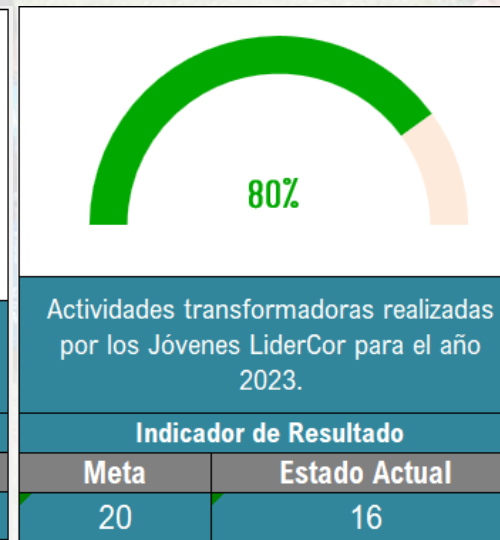 80%
Actividades transformadoras realizadas
por los Jóvenes LiderCor para el año
2023.
Indicador de Resultado
Meta Estado Actual
20 16